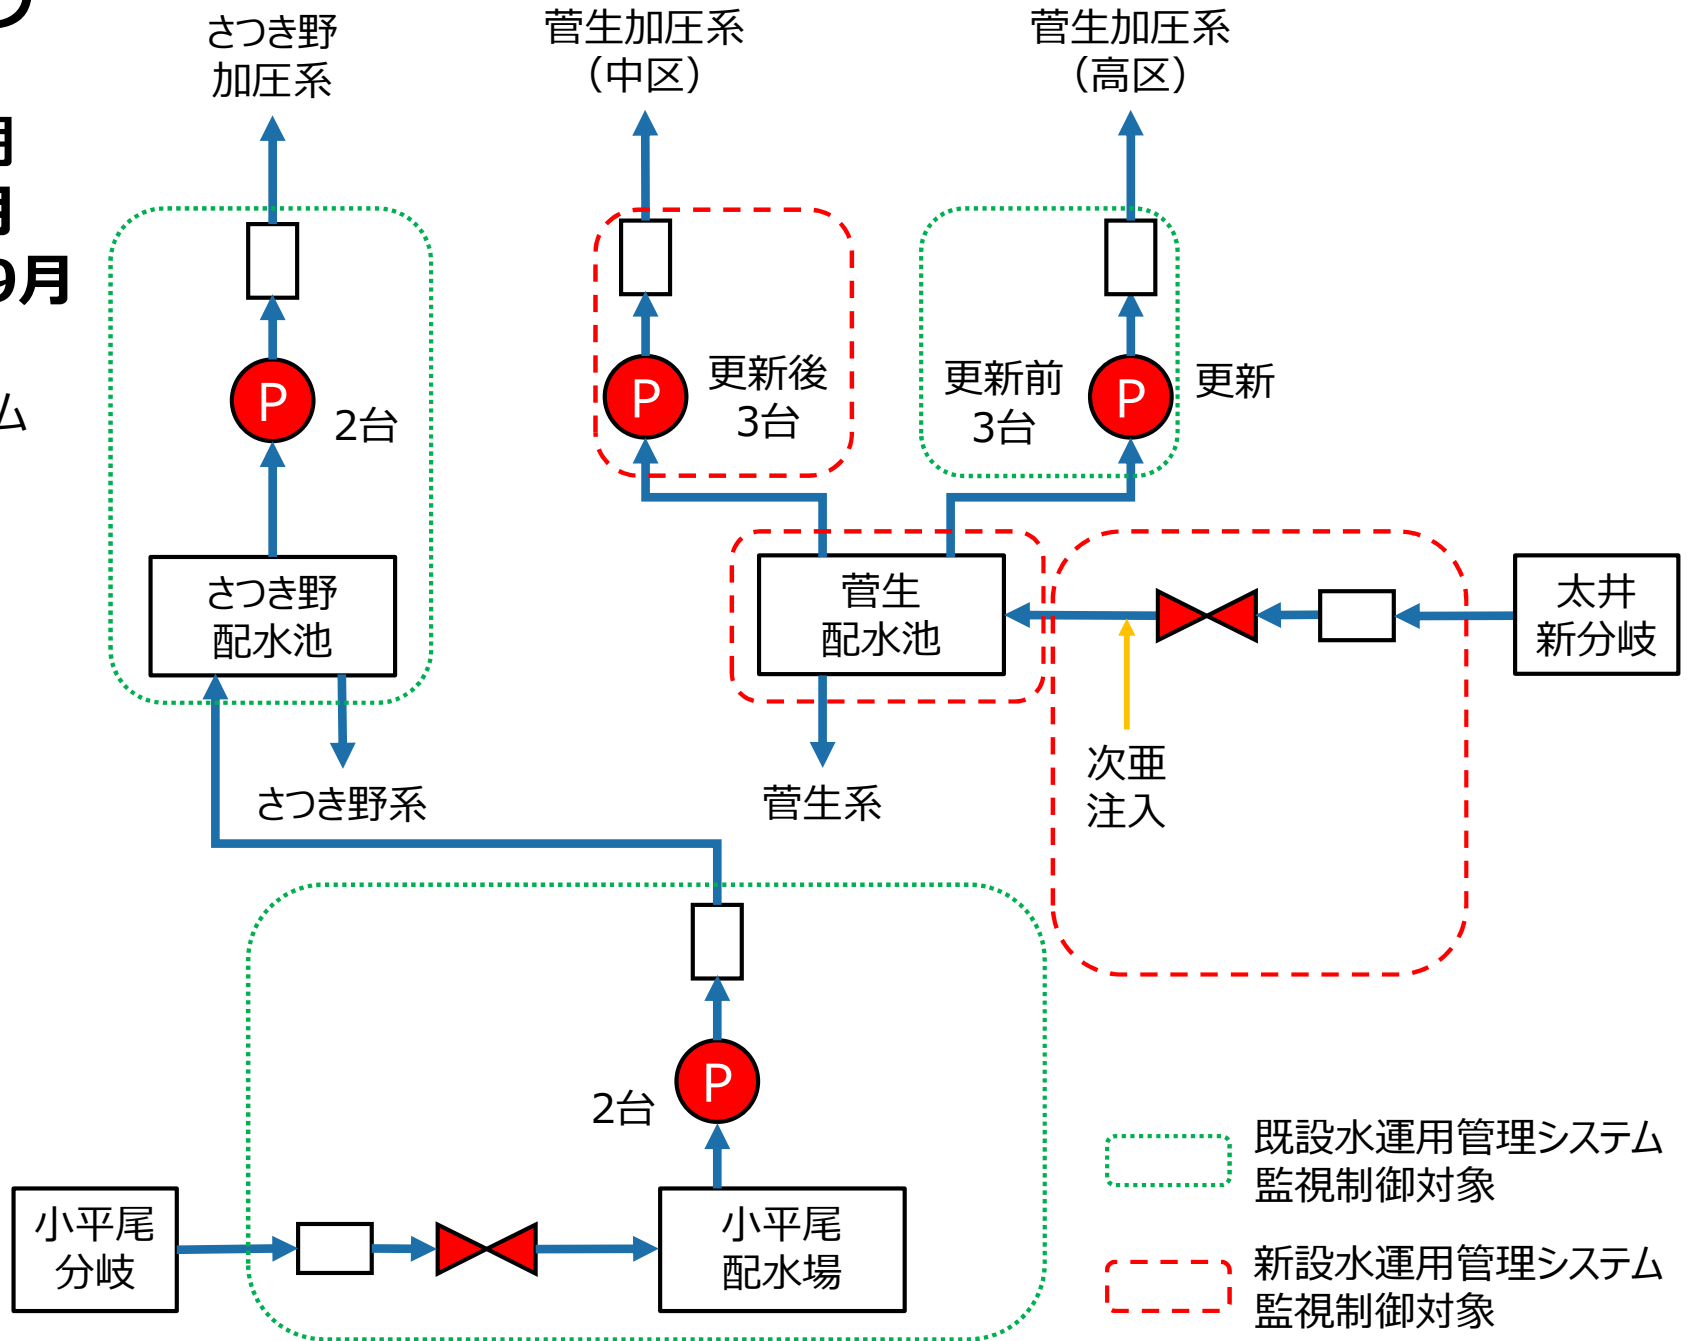 さつき野
加圧系
菅生加圧系
（中区）
菅生加圧系
（高区）
月
月
9月
ム
P
2台
P
更新後
3台
更新前
3台
P
更新
さつき野
配水池
菅生
配水池
太井
新分岐
次亜
注入
さつき野系
菅生系
P
2台
小平尾
分岐
小平尾
配水場
既設水運用管理システム
監視制御対象
新設水運用管理システム
監視制御対象